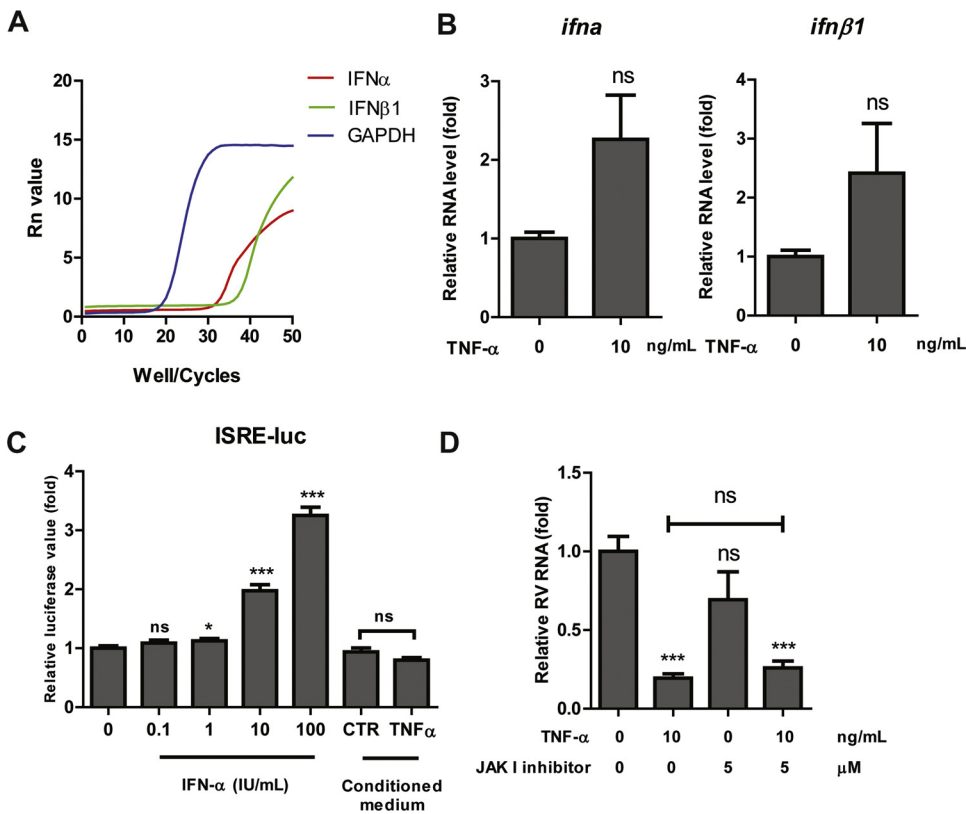 A
20
15
10
5
0
Rn value
0 10 20 30 40 50
Well/Cycles
IFNα
IFNβ1
GAPDH
B
ifna
3
2
1
0
Relative RNA level (fold)
ns
TNF-α 0 10 ng/mL
ifnβ1
4
3
2
1
0
Relative RNA level (fold)
ns
TNF-α 0 10 ng/mL
C
ISRE-luc
4
3
2
1
0
Relative luciferase value (fold)
ns * *** *** ns
0 0.1 1 10 100 CTR TNFα
IFN-α (IU/mL)
Conditioned
medium
D
1.5
1.0
0.5
0.0
Relative RV RNA (fold)
ns
*** ns ***
TNF-α 0 10 0 10 ng/mL
JAK I inhibitor 0 0 5 5 μM